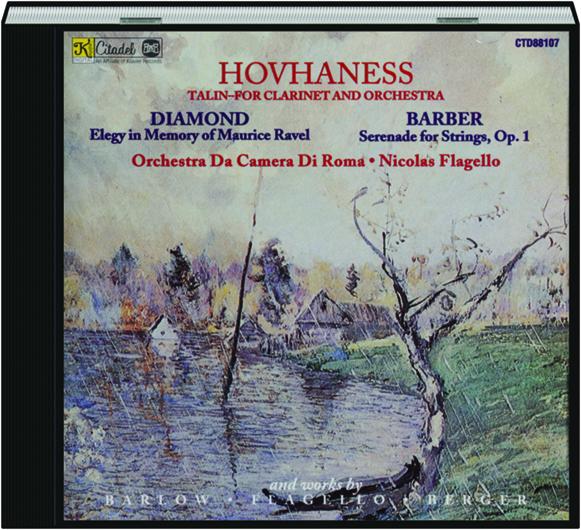 K Citadel
An Affiliate of Klavier Records
CTD88107
HOVHANESS
TALIN–FOR CLARINET AND ORCHESTRA
DIAMOND
Elegy in Memory of Maurice Ravel
BARBER
Serenade for Strings, Op. 1
Orchestra Da Camera Di Roma • Nicolas Flagello
and works by
BARLOW • FLAGELLO • BERGER